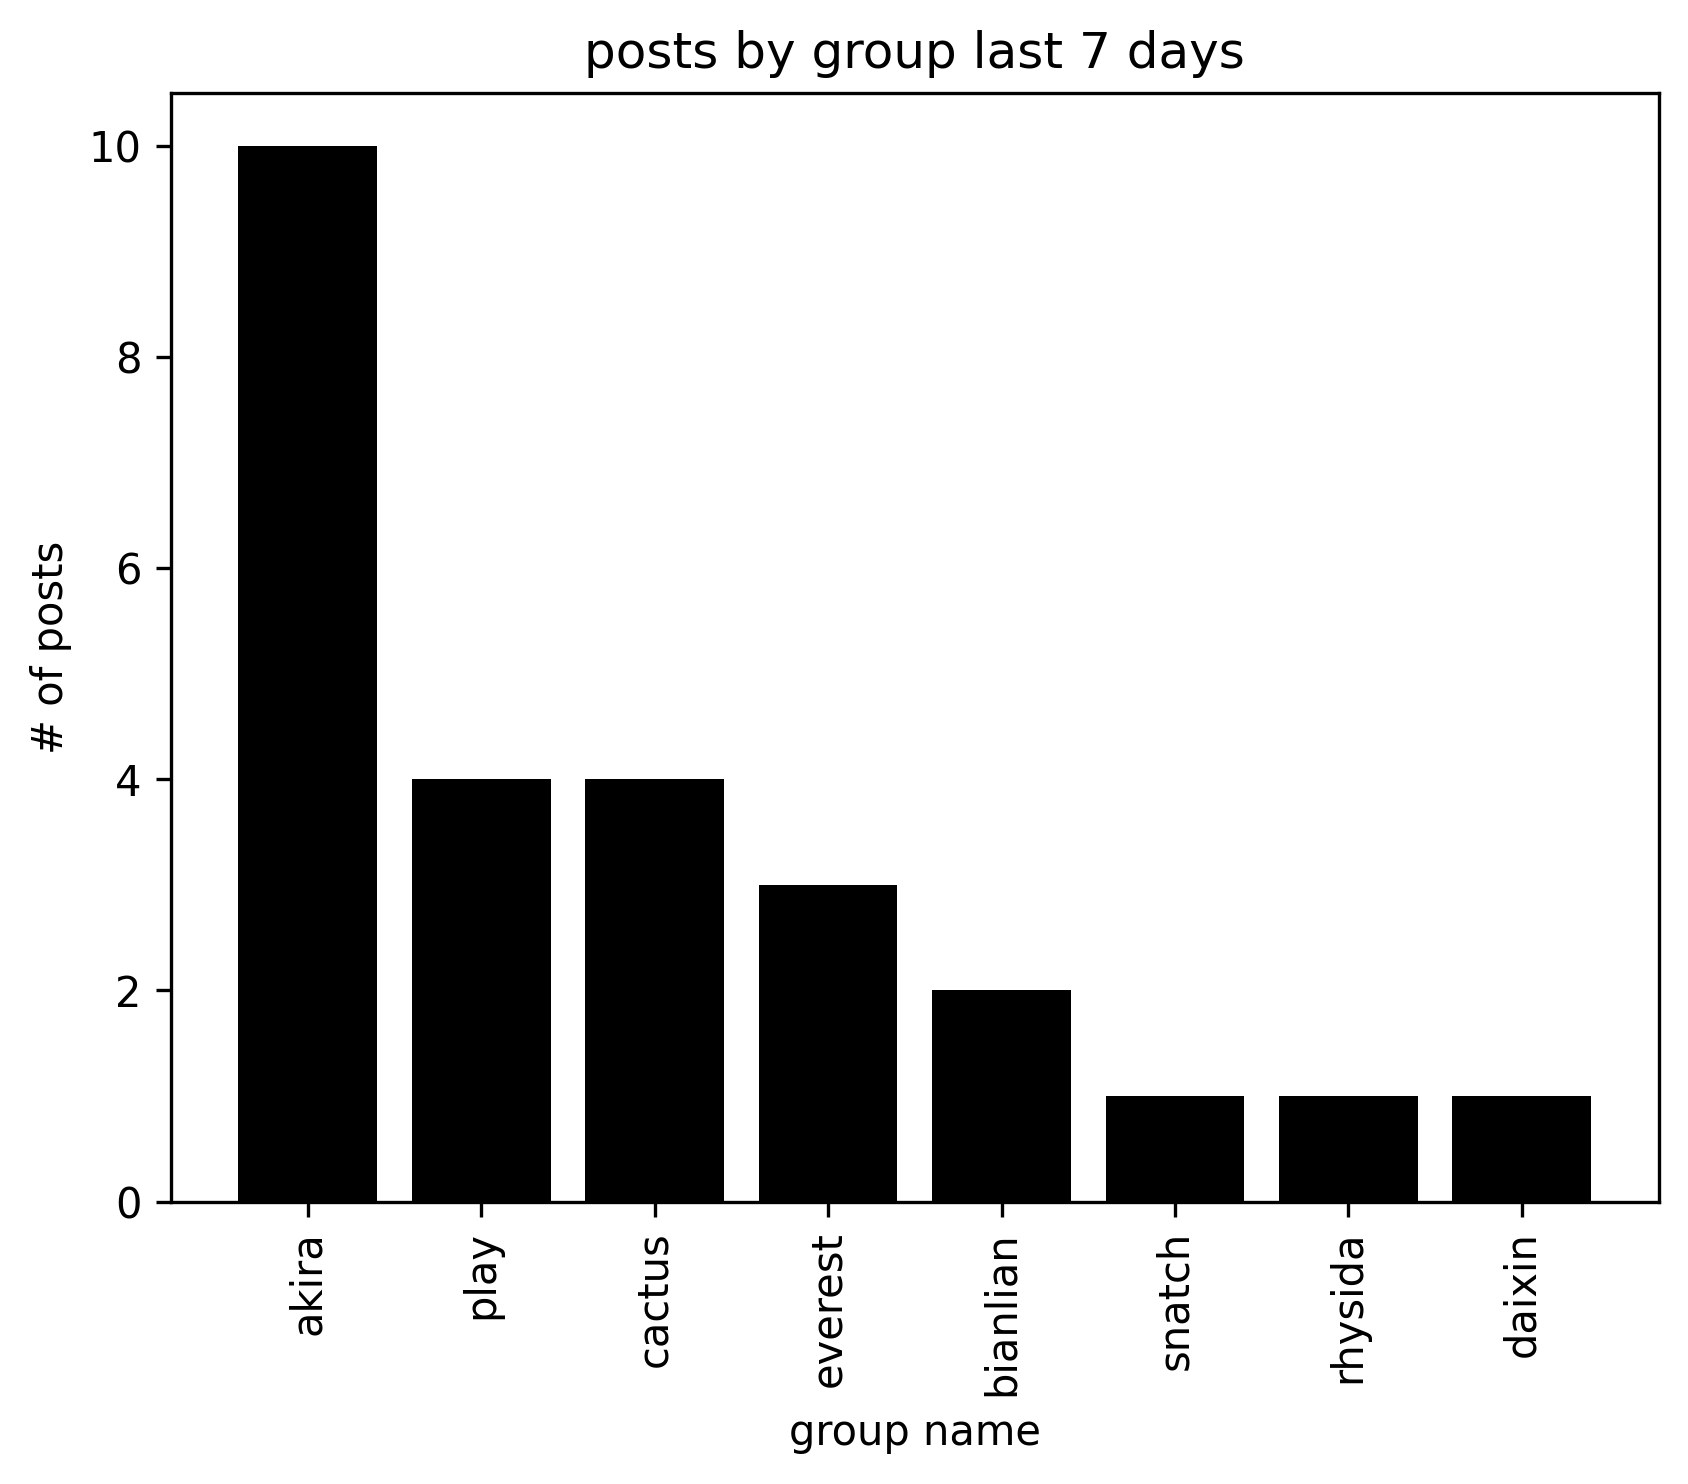 posts by group last 7 days
# of posts
10
8
6
4
2
0
akira
play
cactus
everest
bianlian
snatch
rhysida
daixin
group name